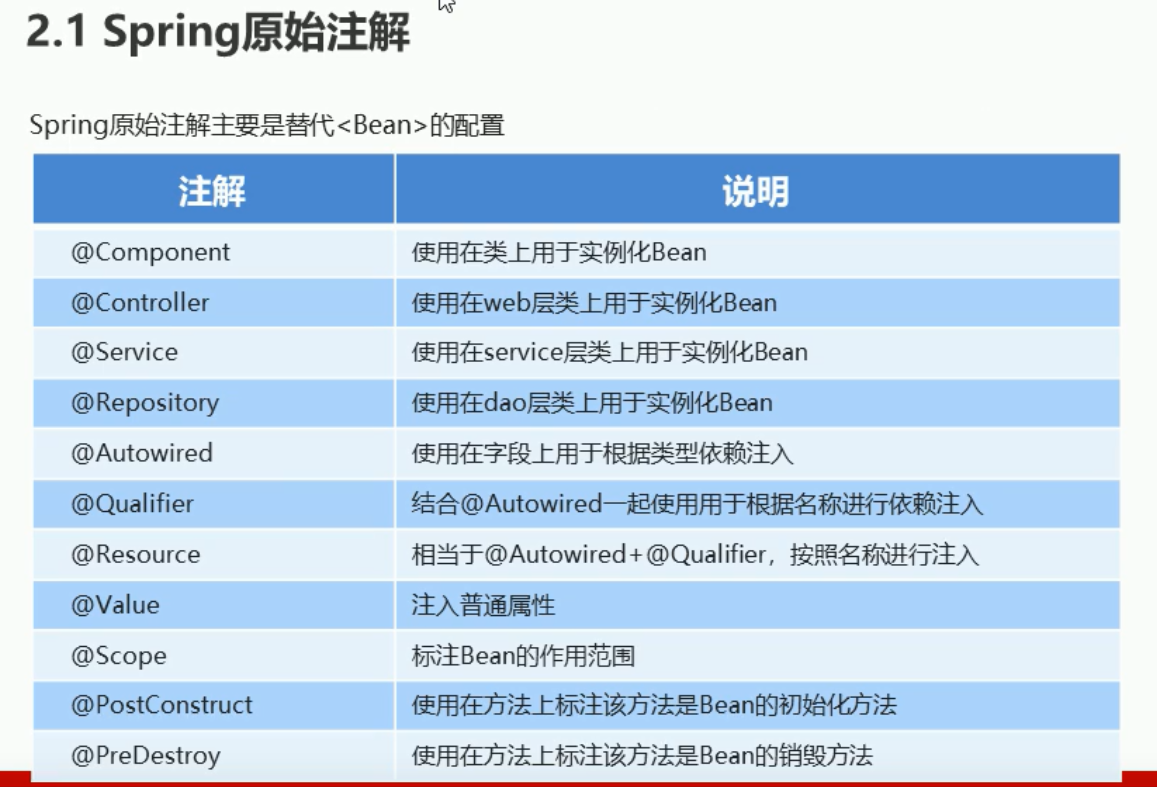 2.1 Spring原始注解
Spring原始注解主要是替代<Bean>的配置
注解 说明
@Component 使用在类上用于实例化Bean
@Controller 使用在web层类上用于实例化Bean
@Service 使用在service层类上用于实例化Bean
@Repository 使用在dao层类上用于实例化Bean
@Autowired 使用在字段上用于根据类型依赖注入
@Qualifier 结合@Autowired一起使用用于根据名称进行依赖注入
@Resource 相当于@Autowired+@Qualifier，按照名称进行注入
@Value 注入普通属性
@Scope 标注Bean的作用范围
@PostConstruct 使用在方法上标注该方法是Bean的初始化方法
@PreDestroy 使用在方法上标注该方法是Bean的销毁方法